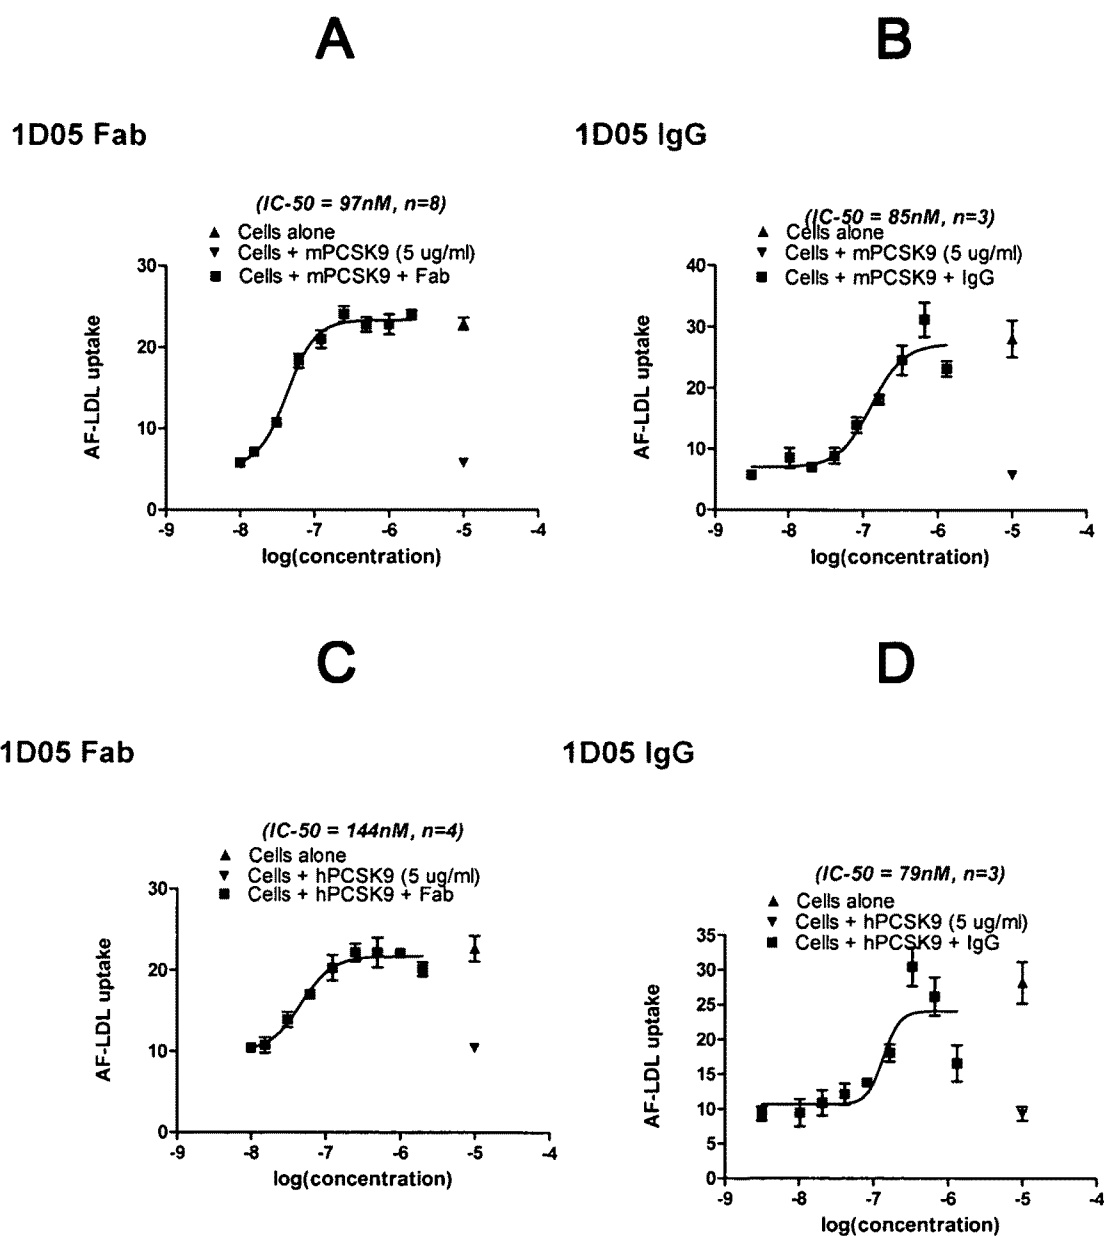 A
1D05 Fab
(IC-50 = 97nM, n=8)
Cells alone
Cells + mPCSK9 (5 ug/ml)
Cells + mPCSK9 + Fab
30
20
10
0
AF-LDL uptake
-9 -8 -7 -6 -5 -4
log(concentration)
B
1D05 IgG
(IC-50 = 85nM, n=3)
Cells alone
Cells + mPCSK9 (5 ug/ml)
Cells + mPCSK9 + IgG
40
30
20
10
0
AF-LDL uptake
-9 -8 -7 -6 -5 -4
log(concentration)
C
1D05 Fab
(IC-50 = 144nM, n=4)
Cells alone
Cells + hPCSK9 (5 ug/ml)
Cells + hPCSK9 + Fab
30
20
10
0
AF-LDL uptake
-9 -8 -7 -6 -5 -4
log(concentration)
D
1D05 IgG
(IC-50 = 79nM, n=3)
Cells alone
Cells + hPCSK9 (5 ug/ml)
Cells + hPCSK9 + IgG
35
30
25
20
15
10
5
0
AF-LDL uptake
-9 -8 -7 -6 -5 -4
log(concentration)